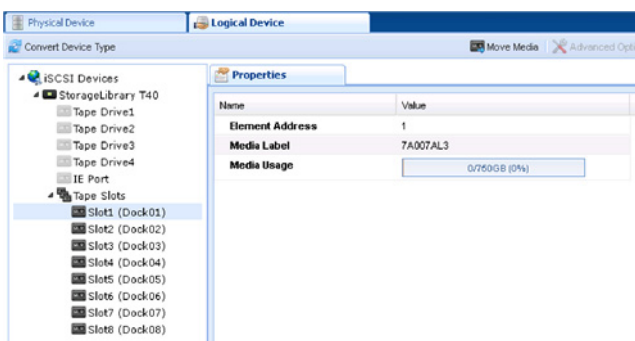 Physical Device
Logical Device
Convert Device Type
Move Media
Advanced Opti
iSCSI Devices
StorageLibrary T40
Tape Drive1
Tape Drive2
Tape Drive3
Tape Drive4
IE Port
Tape Slots
Slot1 (Dock01)
Slot2 (Dock02)
Slot3 (Dock03)
Slot4 (Dock04)
Slot5 (Dock05)
Slot6 (Dock06)
Slot7 (Dock07)
Slot8 (Dock08)
Properties
Name Value
Element Address 1
Media Label 7A007AL3
Media Usage 0/760GB (0%)